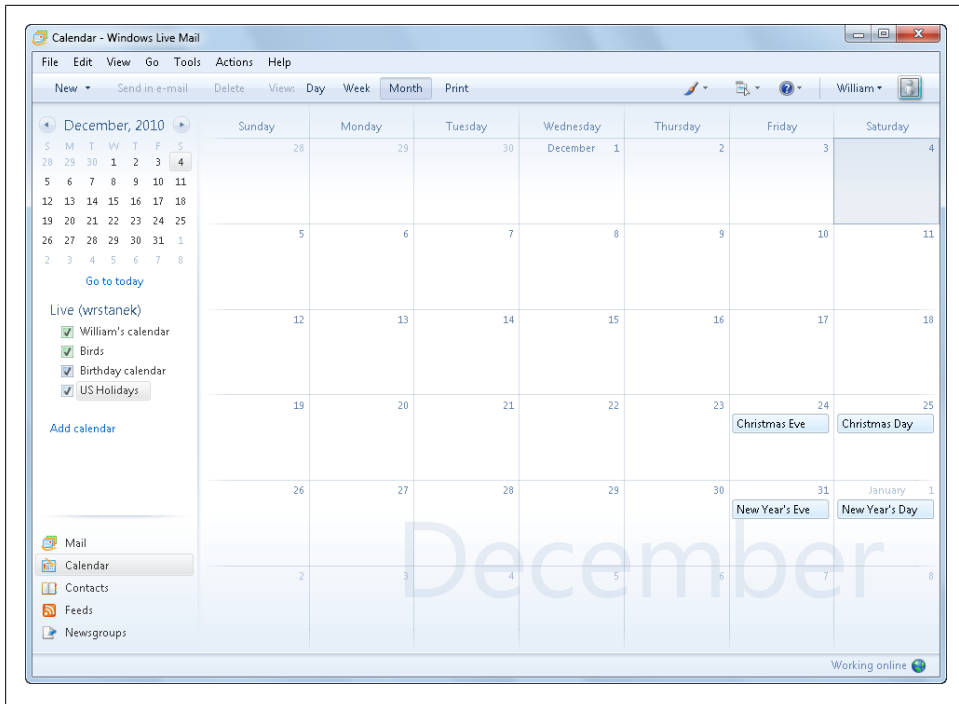 Calendar - Windows Live Mail
File Edit View Go Tools Actions Help
New Send in e-mail Delete View: Day Week Month Print William
December, 2010
S M T W T F S
28 29 30 1 2 3 4
5 6 7 8 9 10 11
12 13 14 15 16 17 18
19 20 21 22 23 24 25
26 27 28 29 30 31 1
2 3 4 5 6 7 8
Go to today
Live (wrstanek)
William's calendar
Birds
Birthday calendar
US Holidays
Add calendar
Mail
Calendar
Contacts
Feeds
Newsgroups
Sunday Monday Tuesday Wednesday Thursday Friday Saturday
28 29 30 December 1 2 3 4
5 6 7 8 9 10 11
12 13 14 15 16 17 18
19 20 21 22 23 24 25
Christmas Eve Christmas Day
26 27 28 29 30 31 January 1
New Year's Eve New Year's Day
December
2 3 4 5 6 7 8
Working online